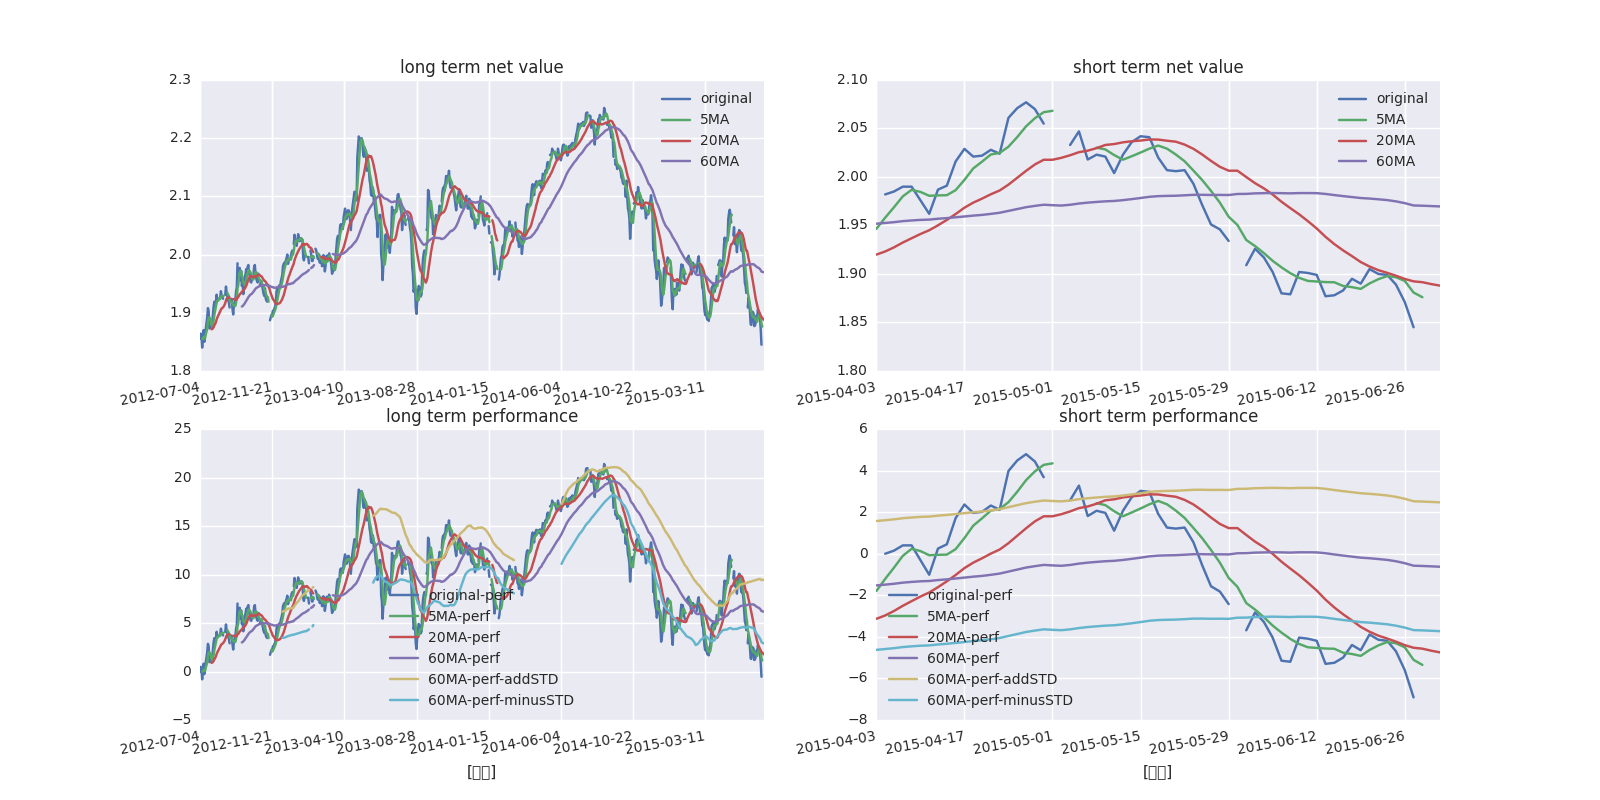 long term net value
2.3
2.2
2.1
2.0
1.9
1.8
original
5MA
20MA
60MA
2012-07-04
2012-11-21
2013-04-10
2013-08-28
2014-01-15
2014-06-04
2014-10-22
2015-03-11
short term net value
2.10
2.05
2.00
1.95
1.90
1.85
1.80
original
5MA
20MA
60MA
2015-04-03
2015-04-17
2015-05-01
2015-05-15
2015-05-29
2015-06-12
2015-06-26
long term performance
25
20
15
10
5
0
−5
original-perf
5MA-perf
20MA-perf
60MA-perf
60MA-perf-addSTD
60MA-perf-minusSTD
2012-07-04
2012-11-21
2013-04-10
2013-08-28
2014-01-15
2014-06-04
2014-10-22
2015-03-11
short term performance
6
4
2
0
−2
−4
−6
−8
original-perf
5MA-perf
20MA-perf
60MA-perf
60MA-perf-addSTD
60MA-perf-minusSTD
2015-04-03
2015-04-17
2015-05-01
2015-05-15
2015-05-29
2015-06-12
2015-06-26